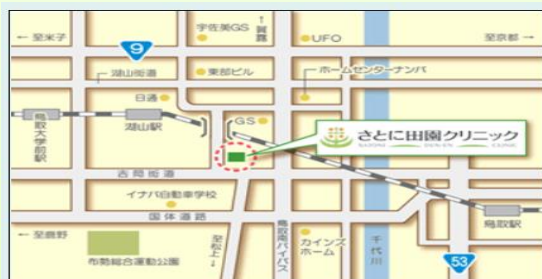 宇佐美GS
賀露
UFO
← 至米子
9
至京都 →
湖山街道
東部ビル
ホームセンターナンバ
日通
鳥取大学前駅
湖山駅
GS
さとに田園クリニック
SATONI DEN-EN CLINIC
吉岡街道
イナバ自動車学校
国体道路
鳥取駅
← 至鹿野
布勢総合運動公園
至松上
鳥取南バイパス
カインズ
ホーム
千代川
53